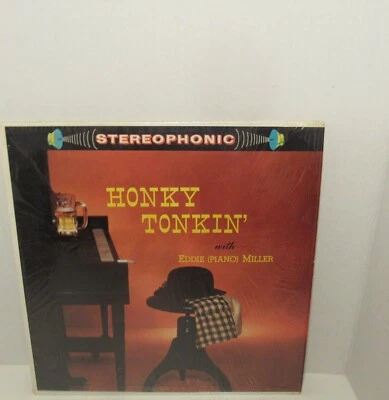 STEREOPHONIC
HONKY
TONKIN'
with
EDDIE (PIANO) MILLER